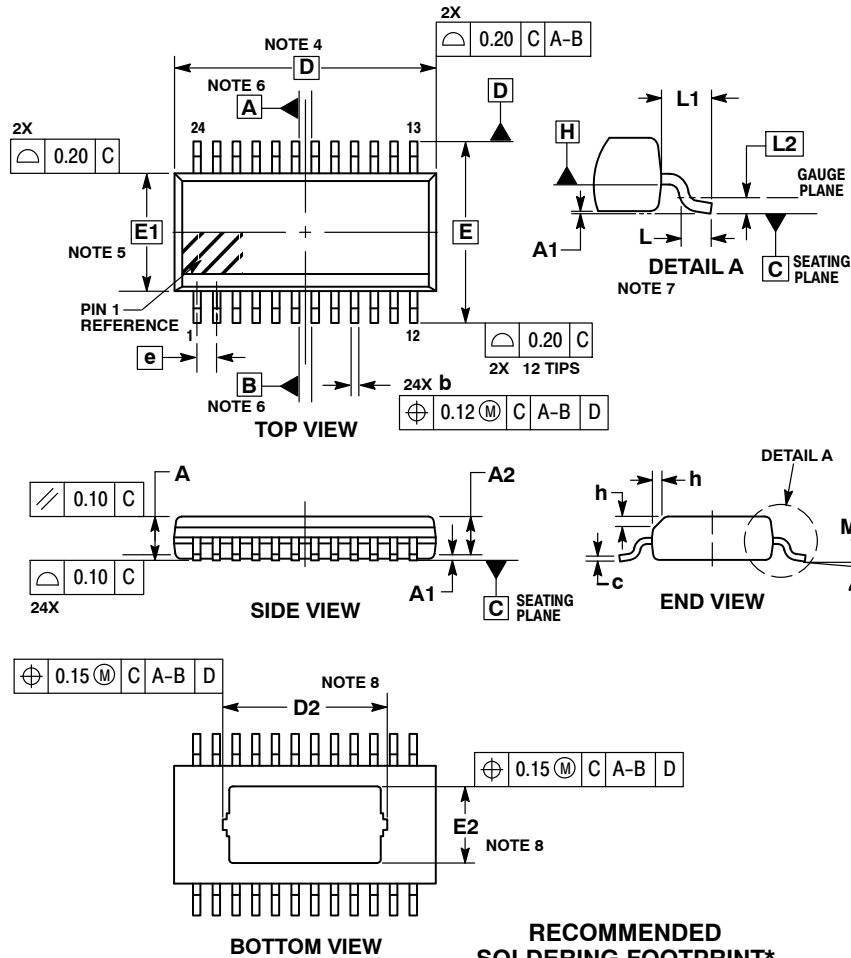 2X
⌓ 0.20 C A–B
NOTE 4
D
NOTE 6
A
D
24
13
2X
⌓ 0.20 C
H
L1
L2
GAUGE
PLANE
E1
NOTE 5
E
A1
L
DETAIL A
NOTE 7
C SEATING
PLANE
PIN 1
REFERENCE
1
12
⌓ 0.20 C
2X 12 TIPS
e
B
NOTE 6
24X b
⌖ 0.12 Ⓜ C A–B D
TOP VIEW
DETAIL A
A
A2
h
h
⫽ 0.10 C
⌓ 0.10 C
24X
A1
C SEATING
PLANE
SIDE VIEW
c
END VIEW
M
⌖ 0.15 Ⓜ C A–B D
NOTE 8
D2
⌖ 0.15 Ⓜ C A–B D
E2
NOTE 8
BOTTOM VIEW
RECOMMENDED
SOLDERING FOOTPRINT*